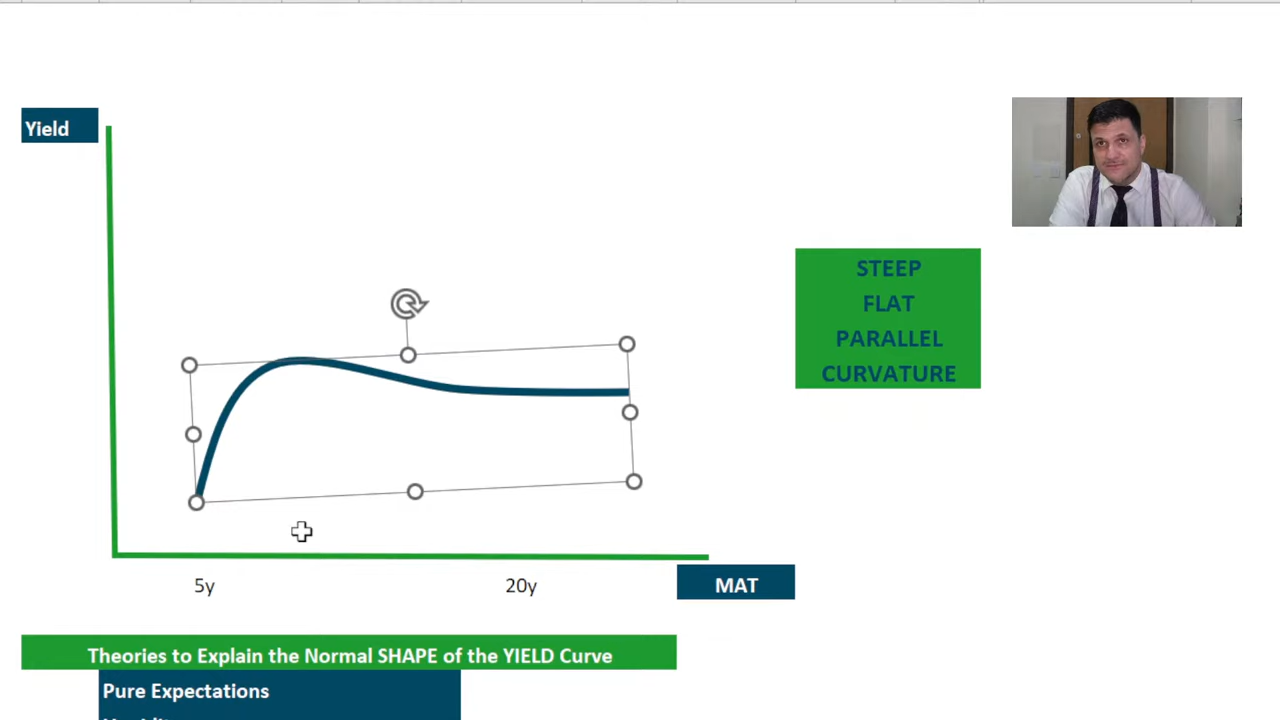 Yield
STEEP
FLAT
PARALLEL
CURVATURE
5y
20y
MAT
Theories to Explain the Normal SHAPE of the YIELD Curve
Pure Expectations